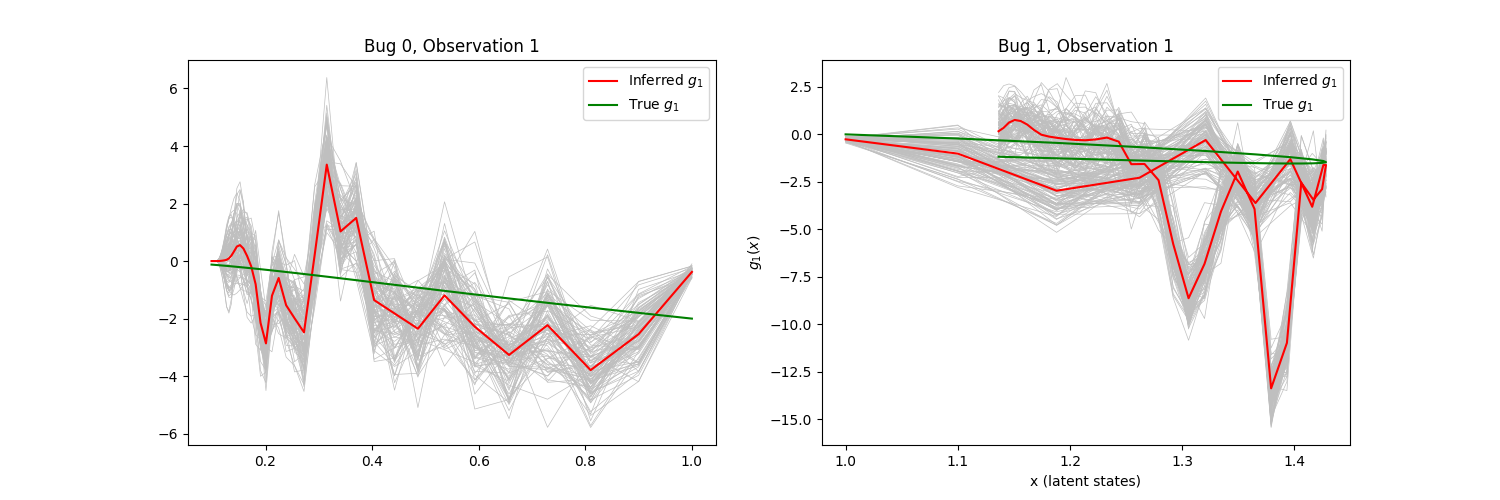 Bug 0, Observation 1
Inferred g₁
True g₁
6
4
2
0
−2
−4
−6
0.2 0.4 0.6 0.8 1.0
Bug 1, Observation 1
Inferred g₁
True g₁
g₁(x)
2.5
0.0
−2.5
−5.0
−7.5
−10.0
−12.5
−15.0
1.0 1.1 1.2 1.3 1.4
x (latent states)